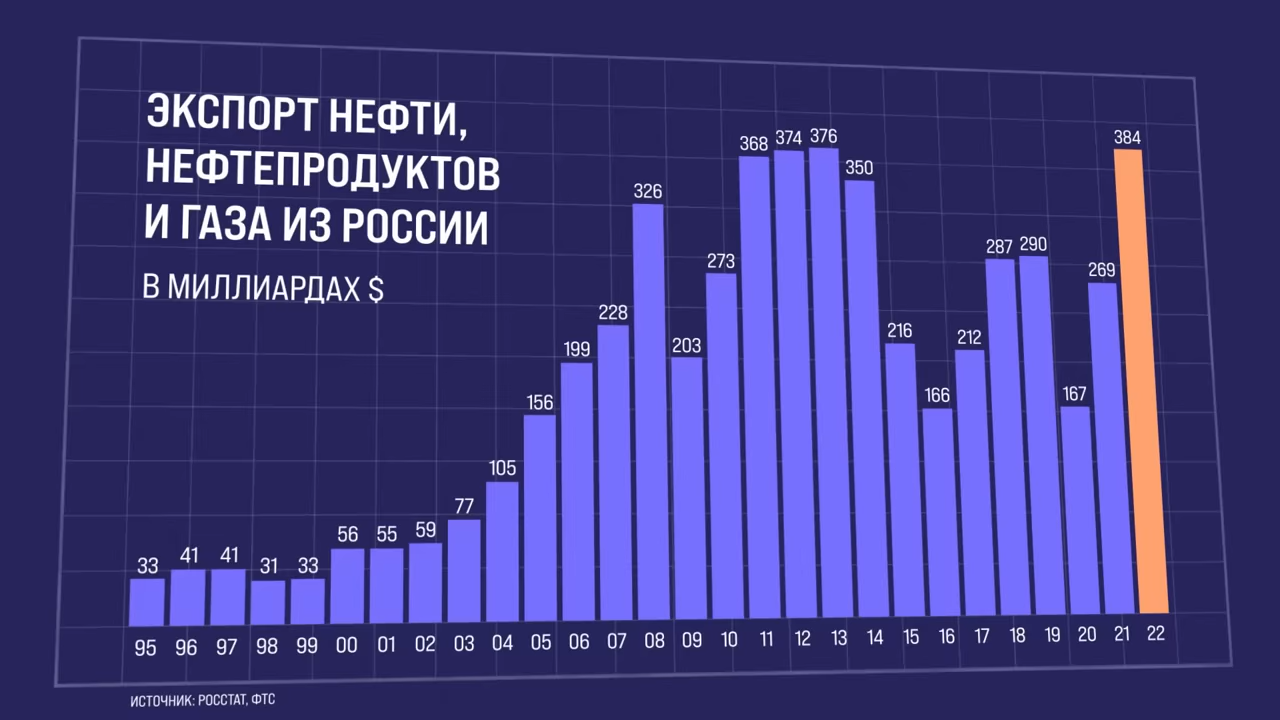 ЭКСПОРТ НЕФТИ,
НЕФТЕПРОДУКТОВ
И ГАЗА ИЗ РОССИИ
В МИЛЛИАРДАХ $
33 41 41 31 33 56 55 59 77 105 156 199 228 326 203 273 368 374 376 350 216 166 212 287 290 167 269 384
95 96 97 98 99 00 01 02 03 04 05 06 07 08 09 10 11 12 13 14 15 16 17 18 19 20 21 22
ИСТОЧНИК: РОССТАТ, ФТС